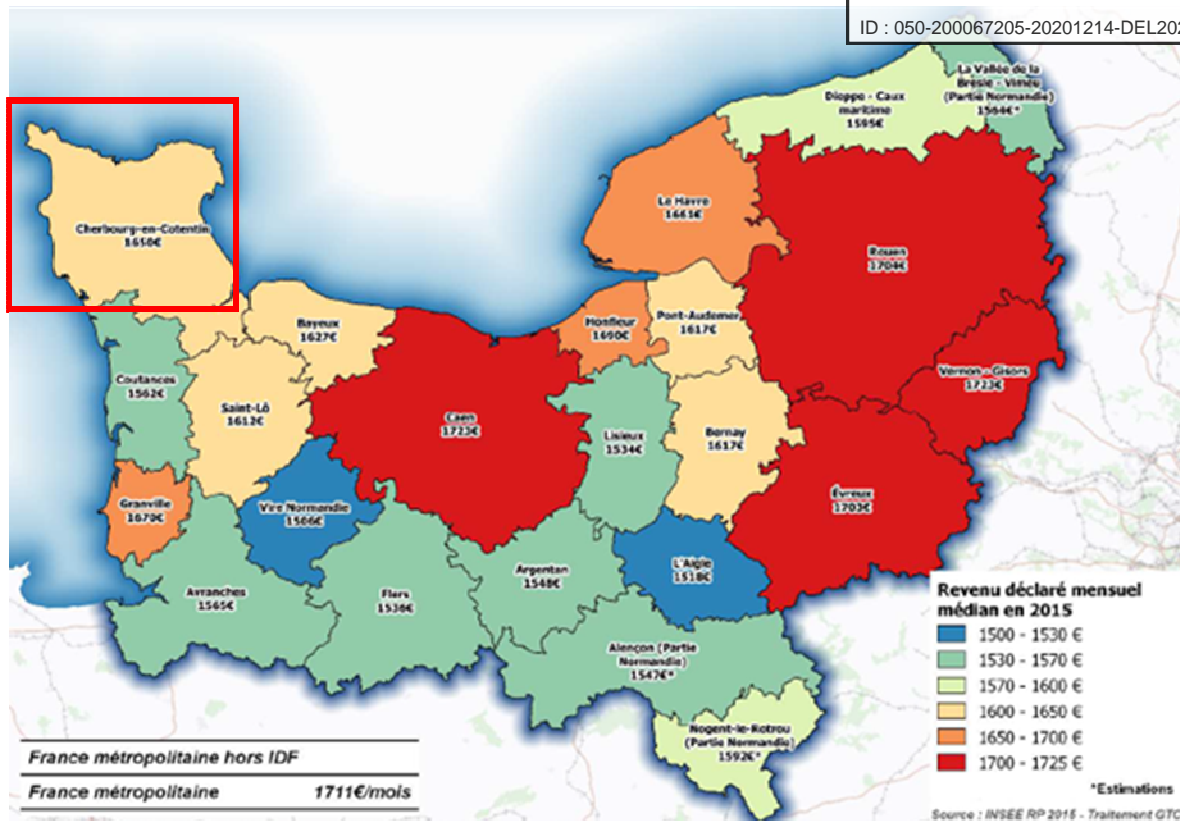 ID : 050-200067205-20201214-DEL202
La Vallée de la
Bresle - Vimeu
(Partie Normandie)
1564€*
Dieppe - Caux
maritime
1595€
Le Havre
1661€
Cherbourg-en-Cotentin
1650€
Rouen
1704€
Honfleur
1690€
Pont-Audemer
1617€
Bayeux
1627€
Vernon - Gisors
1723€
Coutances
1562€
Saint-Lô
1612€
Caen
1723€
Lisieux
1534€
Bernay
1617€
Évreux
1703€
Granville
1670€
Vire Normandie
1506€
L'Aigle
1518€
Argentan
1548€
Avranches
1565€
Flers
1538€
Alençon (Partie
Normandie)
1547€*
Nogent-le-Rotrou
(Partie Normandie)
1592€*
Revenu déclaré mensuel
médian en 2015
1500 - 1530 €
1530 - 1570 €
1570 - 1600 €
1600 - 1650 €
1650 - 1700 €
1700 - 1725 €
*Estimations
France métropolitaine hors IDF
France métropolitaine 1711€/mois
Source : INSEE RP 2015 - Traitement GTC